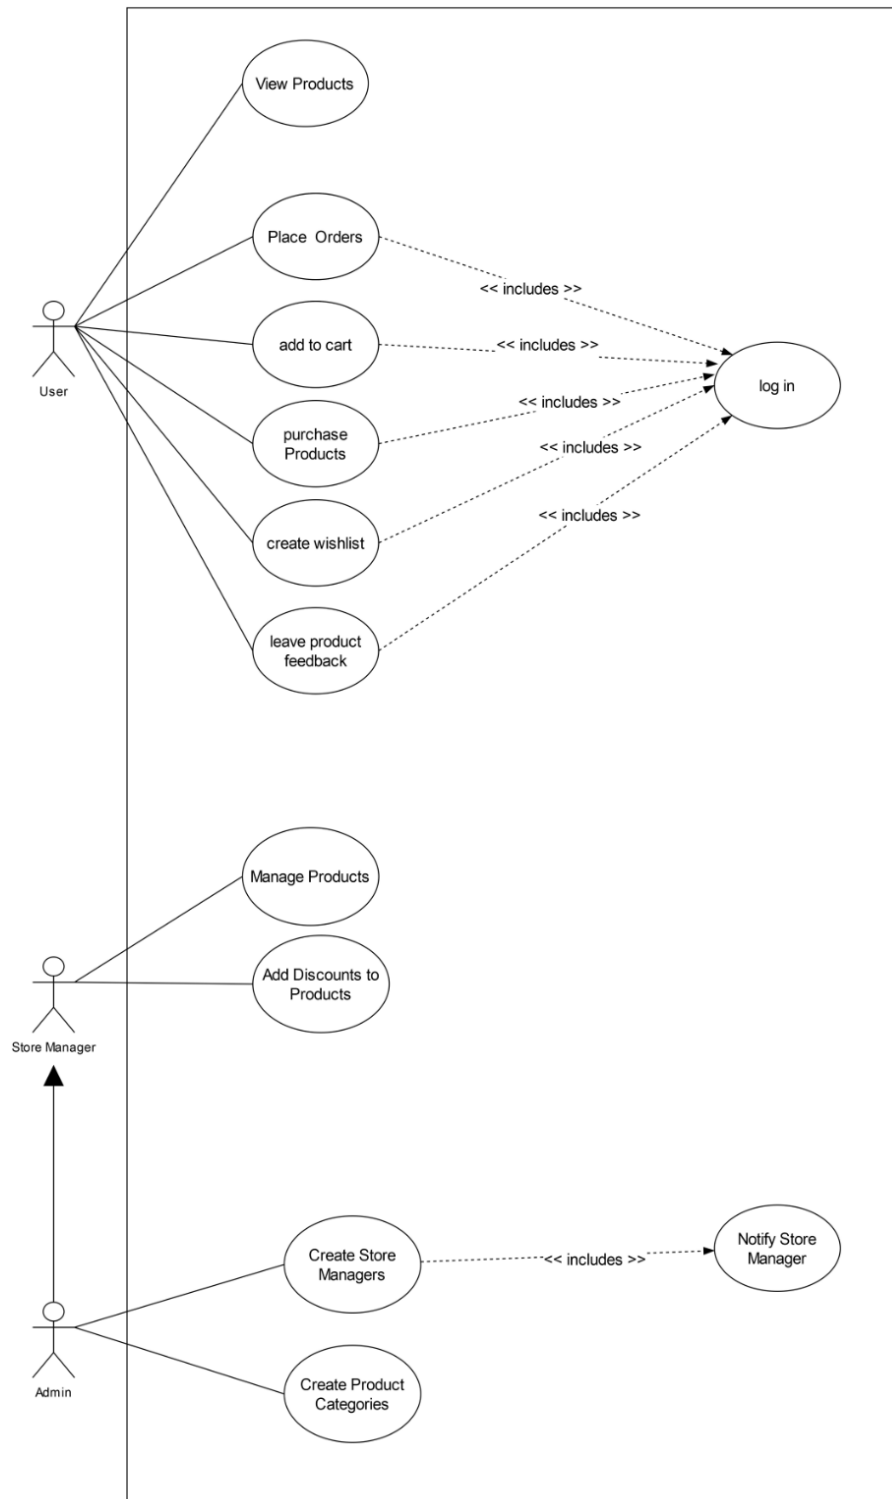 View Products
Place Orders
<< includes >>
add to cart
<< includes >>
User
log in
purchase
Products
<< includes >>
<< includes >>
create wishlist
<< includes >>
leave product
feedback
Manage Products
Add Discounts to
Products
Store Manager
Create Store
Managers
<< includes >>
Notify Store
Manager
Admin
Create Product
Categories